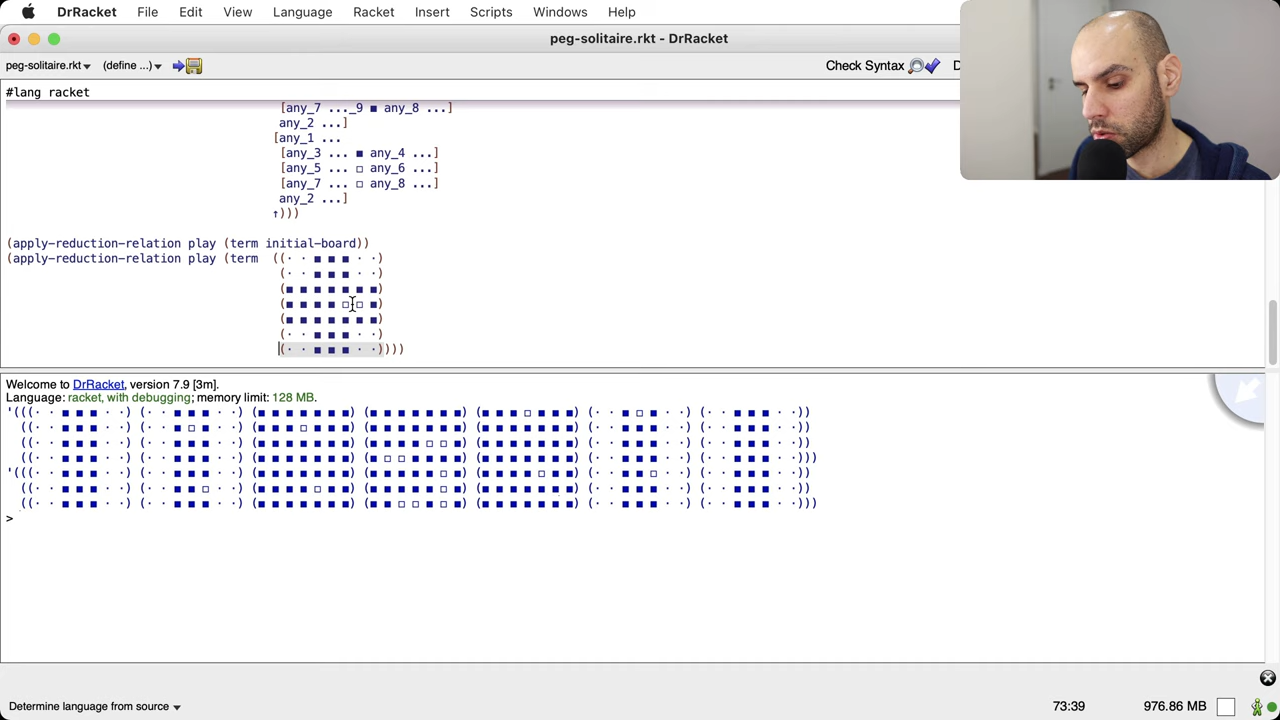 DrRacket File Edit View Language Racket Insert Scripts Windows Help
peg-solitaire.rkt - DrRacket
peg-solitaire.rkt▾ (define ...)▾ Check Syntax D
#lang racket
[any_7 ..._9 ■ any_8 ...]
any_2 ...]
[any_1 ...
[any_3 ... ■ any_4 ...]
[any_5 ... □ any_6 ...]
[any_7 ... □ any_8 ...]
any_2 ...]
↑)))
(apply-reduction-relation play (term initial-board))
(apply-reduction-relation play (term ((· · ■ ■ ■ · ·)
(· · ■ ■ ■ · ·)
(■ ■ ■ ■ ■ ■ ■)
(■ ■ ■ ■ □ □ ■)
(■ ■ ■ ■ ■ ■ ■)
(· · ■ ■ ■ · ·)
(· · ■ ■ ■ · ·))))
Welcome to DrRacket, version 7.9 [3m].
Language: racket, with debugging; memory limit: 128 MB.
'(((· · ■ ■ ■ · ·) (· · ■ ■ ■ · ·) (■ ■ ■ ■ ■ ■ ■) (■ ■ ■ ■ ■ ■ ■) (■ ■ ■ □ ■ ■ ■) (· · ■ □ ■ · ·) (· · ■ ■ ■ · ·))
((· · ■ ■ ■ · ·) (· · ■ □ ■ · ·) (■ ■ ■ □ ■ ■ ■) (■ ■ ■ ■ ■ ■ ■) (■ ■ ■ ■ ■ ■ ■) (· · ■ ■ ■ · ·) (· · ■ ■ ■ · ·))
((· · ■ ■ ■ · ·) (· · ■ ■ ■ · ·) (■ ■ ■ ■ ■ ■ ■) (■ ■ ■ ■ □ □ ■) (■ ■ ■ ■ ■ ■ ■) (· · ■ ■ ■ · ·) (· · ■ ■ ■ · ·))
((· · ■ ■ ■ · ·) (· · ■ ■ ■ · ·) (■ ■ ■ ■ ■ ■ ■) (■ □ □ ■ ■ ■ ■) (■ ■ ■ ■ ■ ■ ■) (· · ■ ■ ■ · ·) (· · ■ ■ ■ · ·)))
'(((· · ■ ■ ■ · ·) (· · ■ ■ ■ · ·) (■ ■ ■ ■ ■ ■ ■) (■ ■ ■ ■ ■ □ ■) (■ ■ ■ ■ □ ■ ■) (· · ■ ■ □ · ·) (· · ■ ■ ■ · ·))
((· · ■ ■ ■ · ·) (· · ■ ■ □ · ·) (■ ■ ■ ■ □ ■ ■) (■ ■ ■ ■ ■ □ ■) (■ ■ ■ ■ ■ ■ ■) (· · ■ ■ ■ · ·) (· · ■ ■ ■ · ·))
((· · ■ ■ ■ · ·) (· · ■ ■ ■ · ·) (■ ■ ■ ■ ■ ■ ■) (■ ■ □ □ ■ □ ■) (■ ■ ■ ■ ■ ■ ■) (· · ■ ■ ■ · ·) (· · ■ ■ ■ · ·)))
>
Determine language from source ▾ 73:39 976.86 MB